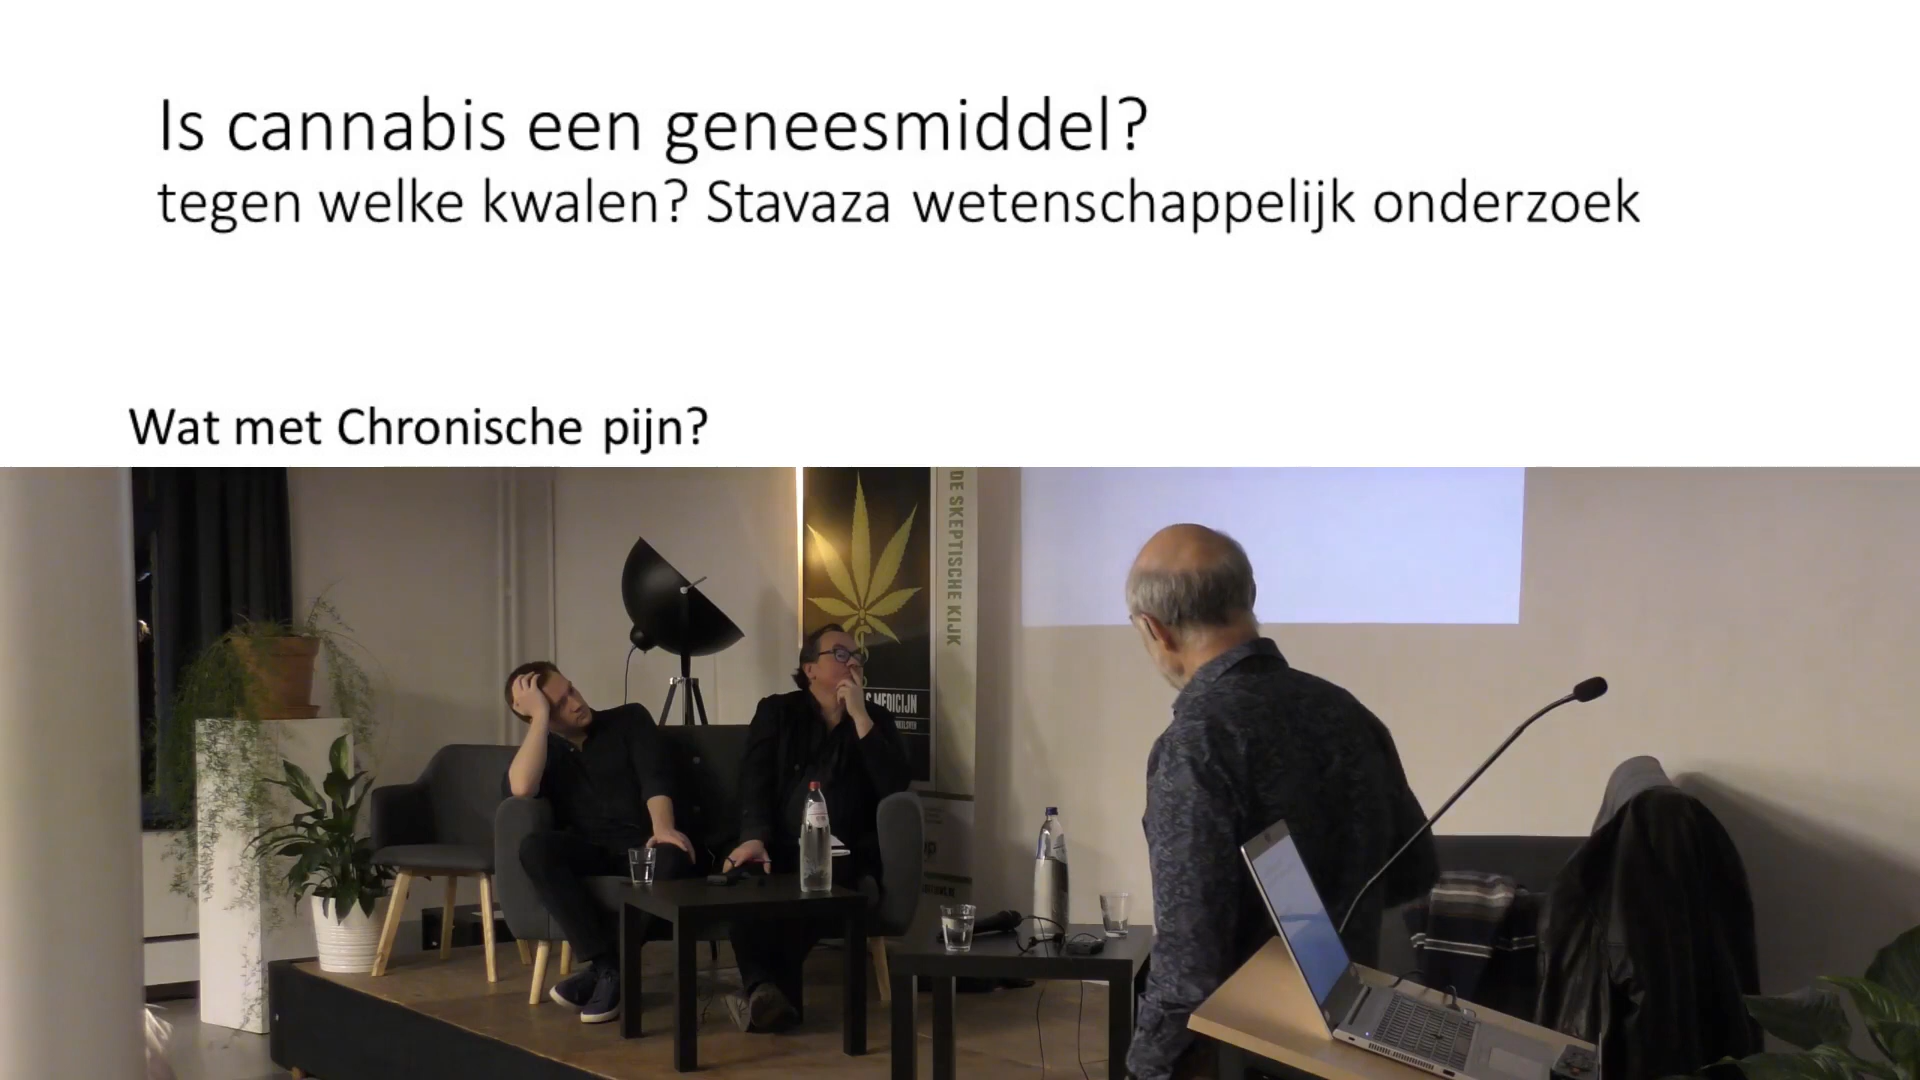 Is cannabis een geneesmiddel?
tegen welke kwalen? Stavaza wetenschappelijk onderzoek
Wat met Chronische pijn?
DE SKEPTISCHE KIJK
MEDICIJN